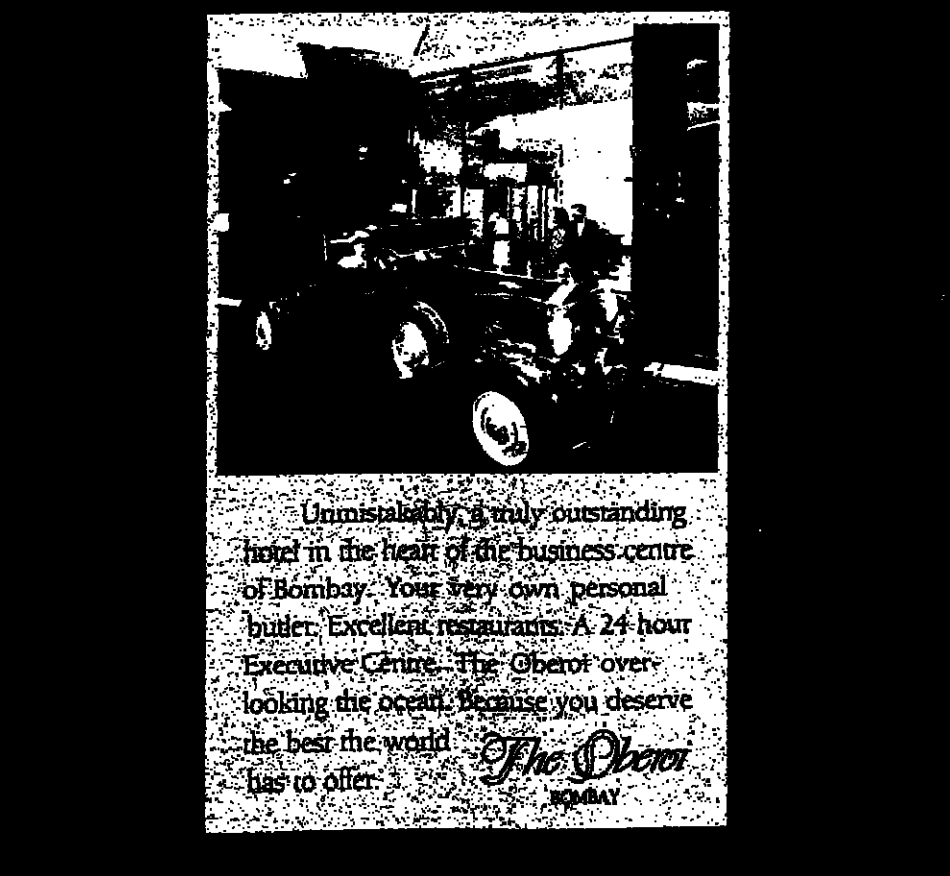 Unmistakably, a truly outstanding
hotel in the heart of the business centre
of Bombay. Your very own personal
butler. Excellent restaurants. A 24 hour
Executive Centre. The Oberoi over-
looking the ocean. Because you deserve
the best the world
has to offer.
The Oberoi
BOMBAY